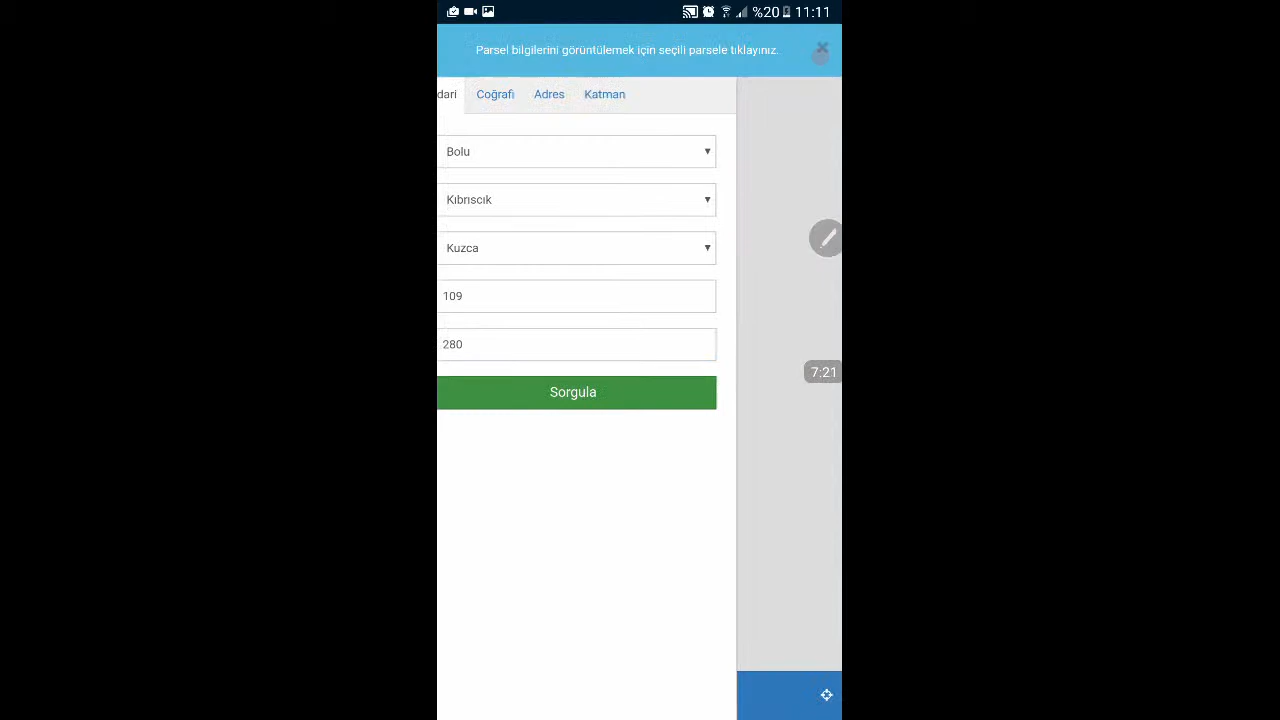 %20 11:11
Parsel bilgilerini görüntülemek için seçili parsele tıklayınız.
dari Coğrafi Adres Katman
Bolu
Kıbrıscık
Kuzca
109
280
7:21
Sorgula